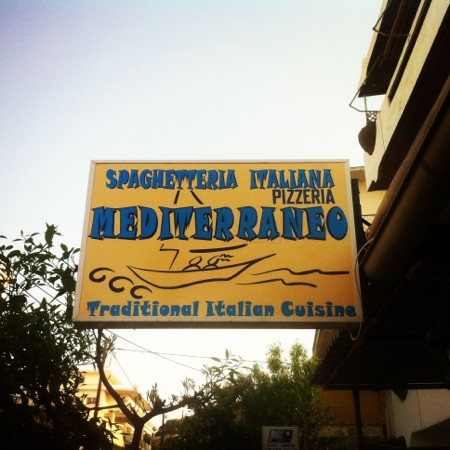 SPAGHETTERIA ITALIANA
PIZZERIA
MEDITERRANEO
Traditional Italian Cuisine